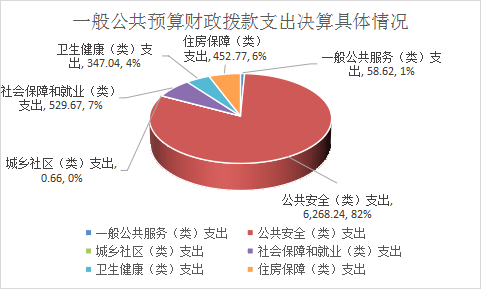 一般公共预算财政拨款支出决算具体情况
卫生健康（类）支
出, 347.04, 4%
住房保障（类）
支出,
452.77, 6%
一般公共服务（类）支
出, 58.62, 1%
社会保障和就业（类）
支出, 529.67, 7%
城乡社区（类）支出,
0.66, 0%
公共安全（类）支出,
6,268.24, 82%
一般公共服务（类）支出
公共安全（类）支出
城乡社区（类）支出
社会保障和就业（类）支出
卫生健康（类）支出
住房保障（类）支出